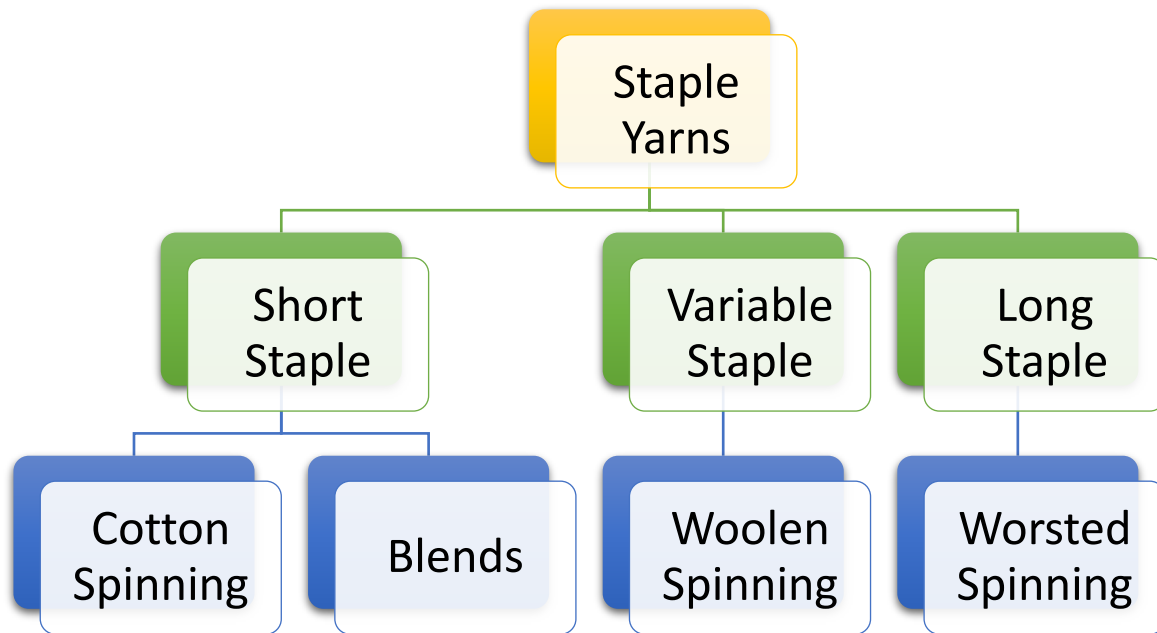 Staple
Yarns
Short
Staple
Variable
Staple
Long
Staple
Cotton
Spinning
Blends
Woolen
Spinning
Worsted
Spinning